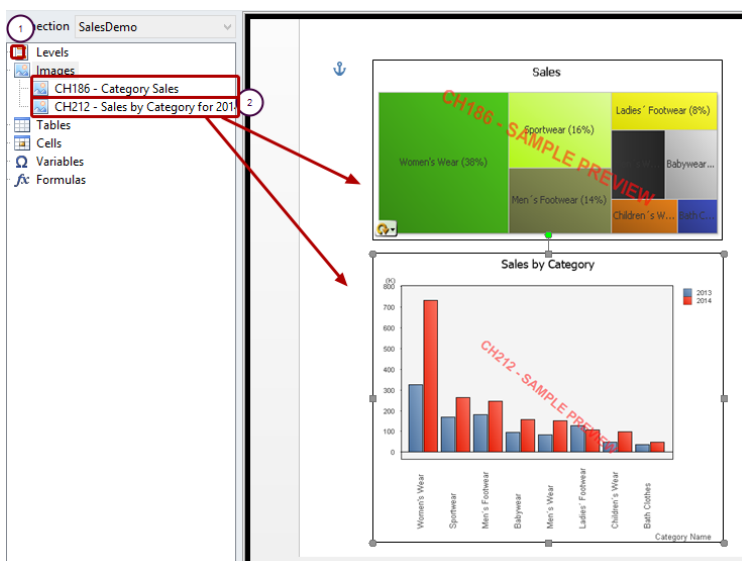 1
ection SalesDemo
Levels
Images
CH186 - Category Sales
CH212 - Sales by Category for 201
2
Tables
Cells
Ω Variables
fx Formulas
Sales
Women's Wear (38%)
Sportwear (16%)
Men´s Footwear (14%)
Ladies´ Footwear (8%)
Babywear...
Children´s W...
CH186 - SAMPLE PREVIEW
Sales by Category
(K)
800
700
600
500
400
300
200
100
0
2013
2014
CH212 - SAMPLE PREVIEW
Women's Wear
Sportwear
Men's Footwear
Babywear
Men's Wear
Ladies' Footwear
Children's Wear
Bath Clothes
Category Name